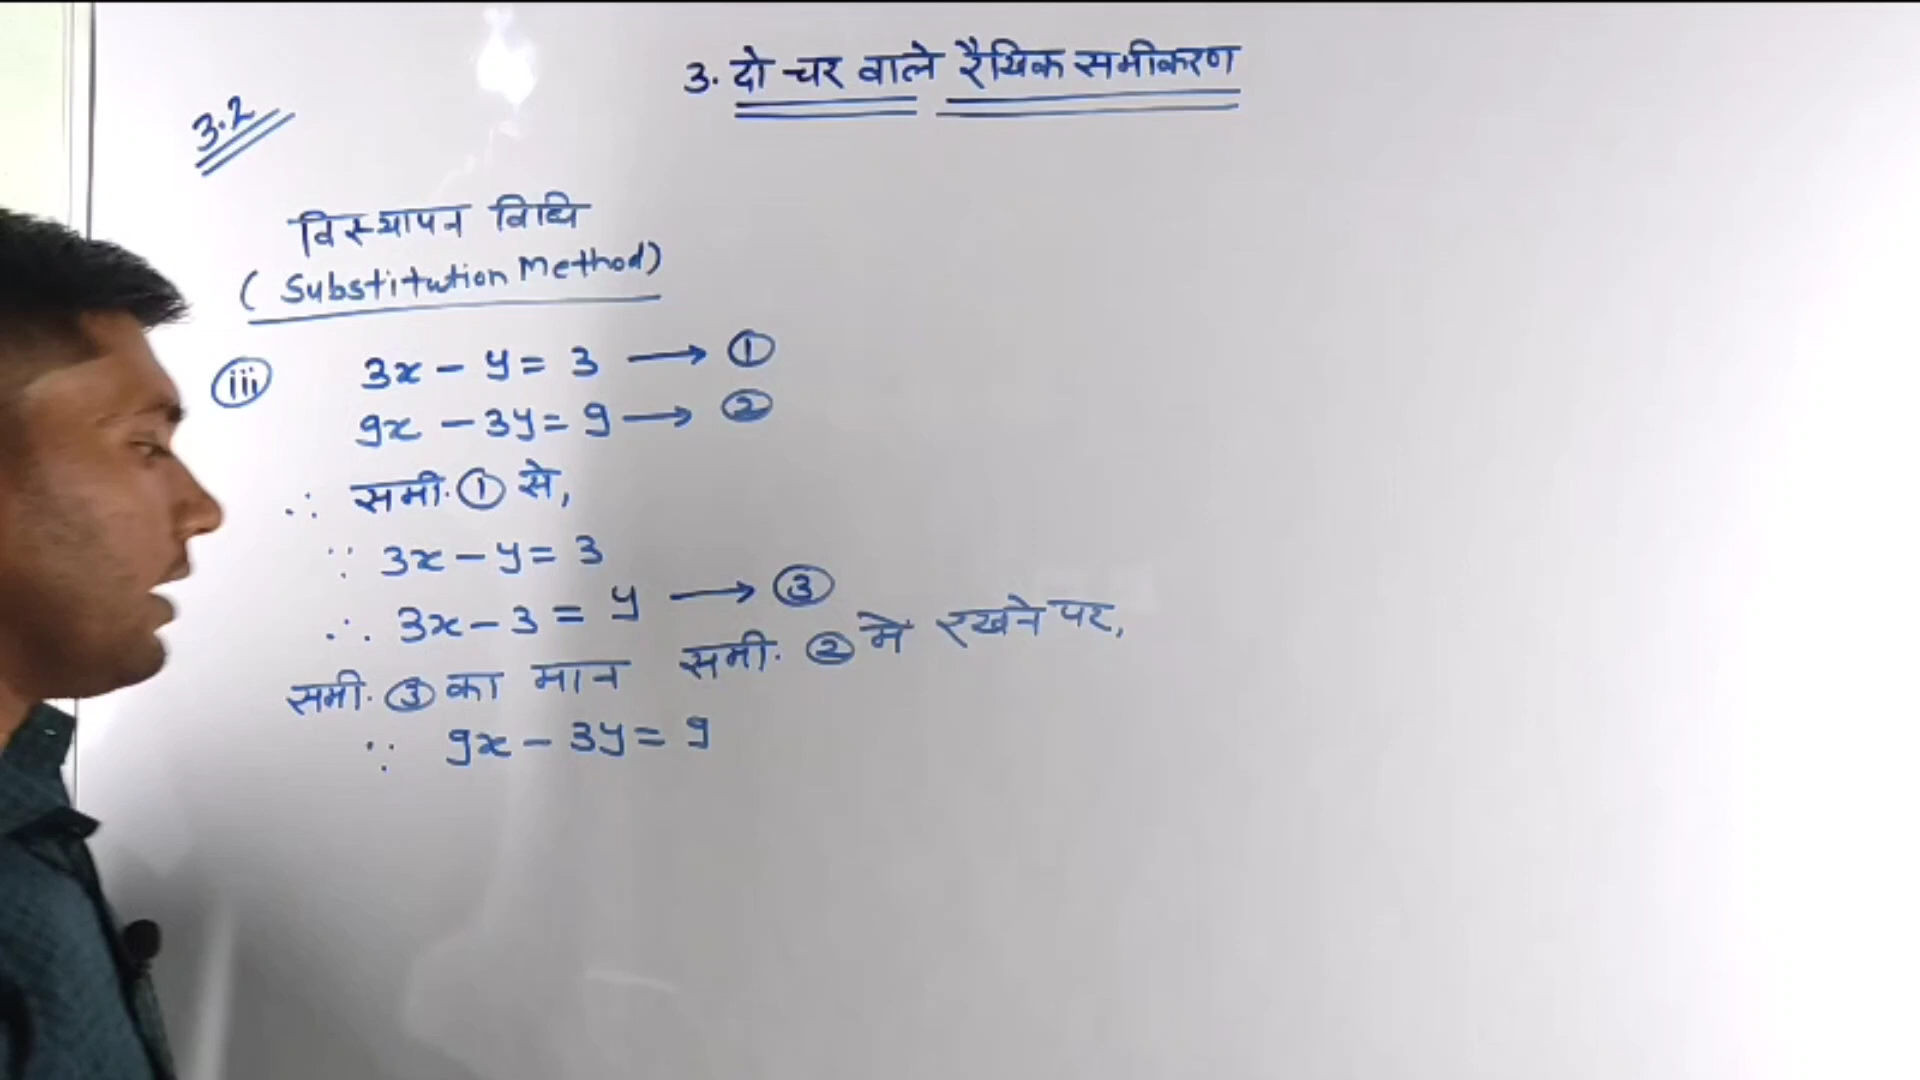 3. दो चर वाले रैखिक समीकरण
3.2
विस्थापन विधि
(Substitution Method)
(iii) 3x - y = 3 ⟶ ①
9x - 3y = 9 ⟶ ②
∴ समी. ① से,
∵ 3x - y = 3
∴ 3x - 3 = y ⟶ ③
समी. ③ का मान समी. ② मे रखने पर,
∵ 9x - 3y = 9